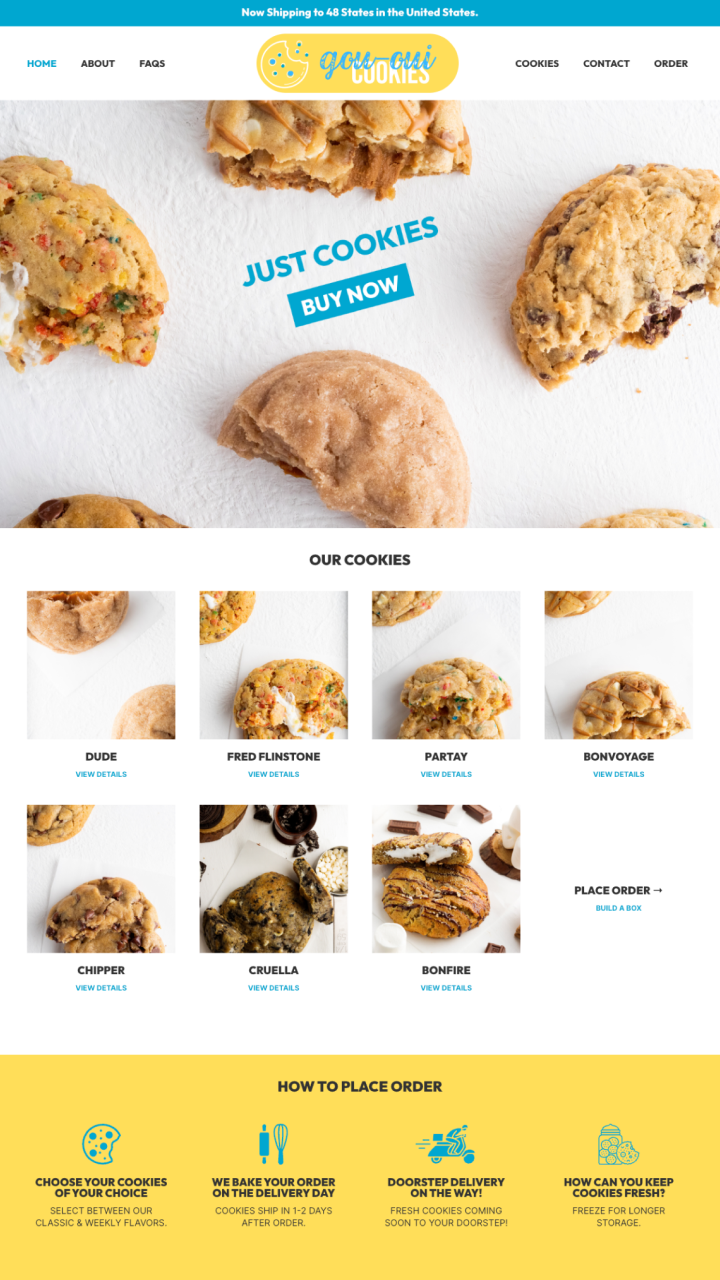 Now Shipping to 48 States in the United States.
HOME ABOUT FAQS
gou-oui
COOKIES
COOKIES CONTACT ORDER
JUST COOKIES
BUY NOW
OUR COOKIES
DUDE FRED FLINSTONE PARTAY BONVOYAGE
VIEW DETAILS VIEW DETAILS VIEW DETAILS VIEW DETAILS
PLACE ORDER →
BUILD A BOX
CHIPPER CRUELLA BONFIRE
VIEW DETAILS VIEW DETAILS VIEW DETAILS
HOW TO PLACE ORDER
CHOOSE YOUR COOKIES
OF YOUR CHOICE
SELECT BETWEEN OUR
CLASSIC & WEEKLY FLAVORS.
WE BAKE YOUR ORDER
ON THE DELIVERY DAY
COOKIES SHIP IN 1-2 DAYS
AFTER ORDER.
DOORSTEP DELIVERY
ON THE WAY!
FRESH COOKIES COMING
SOON TO YOUR DOORSTEP!
HOW CAN YOU KEEP
COOKIES FRESH?
FREEZE FOR LONGER
STORAGE.